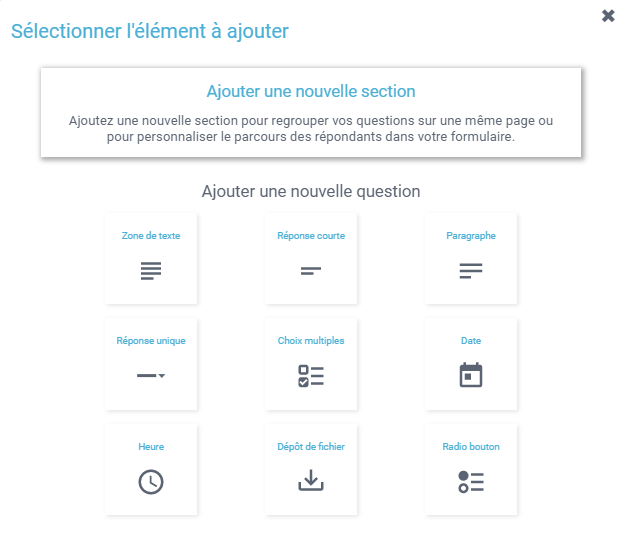 Sélectionner l'élément à ajouter
Ajouter une nouvelle section
Ajoutez une nouvelle section pour regrouper vos questions sur une même page ou
pour personnaliser le parcours des répondants dans votre formulaire.
Ajouter une nouvelle question
Zone de texte
Réponse courte
Paragraphe
Réponse unique
Choix multiples
Date
Heure
Dépôt de fichier
Radio bouton